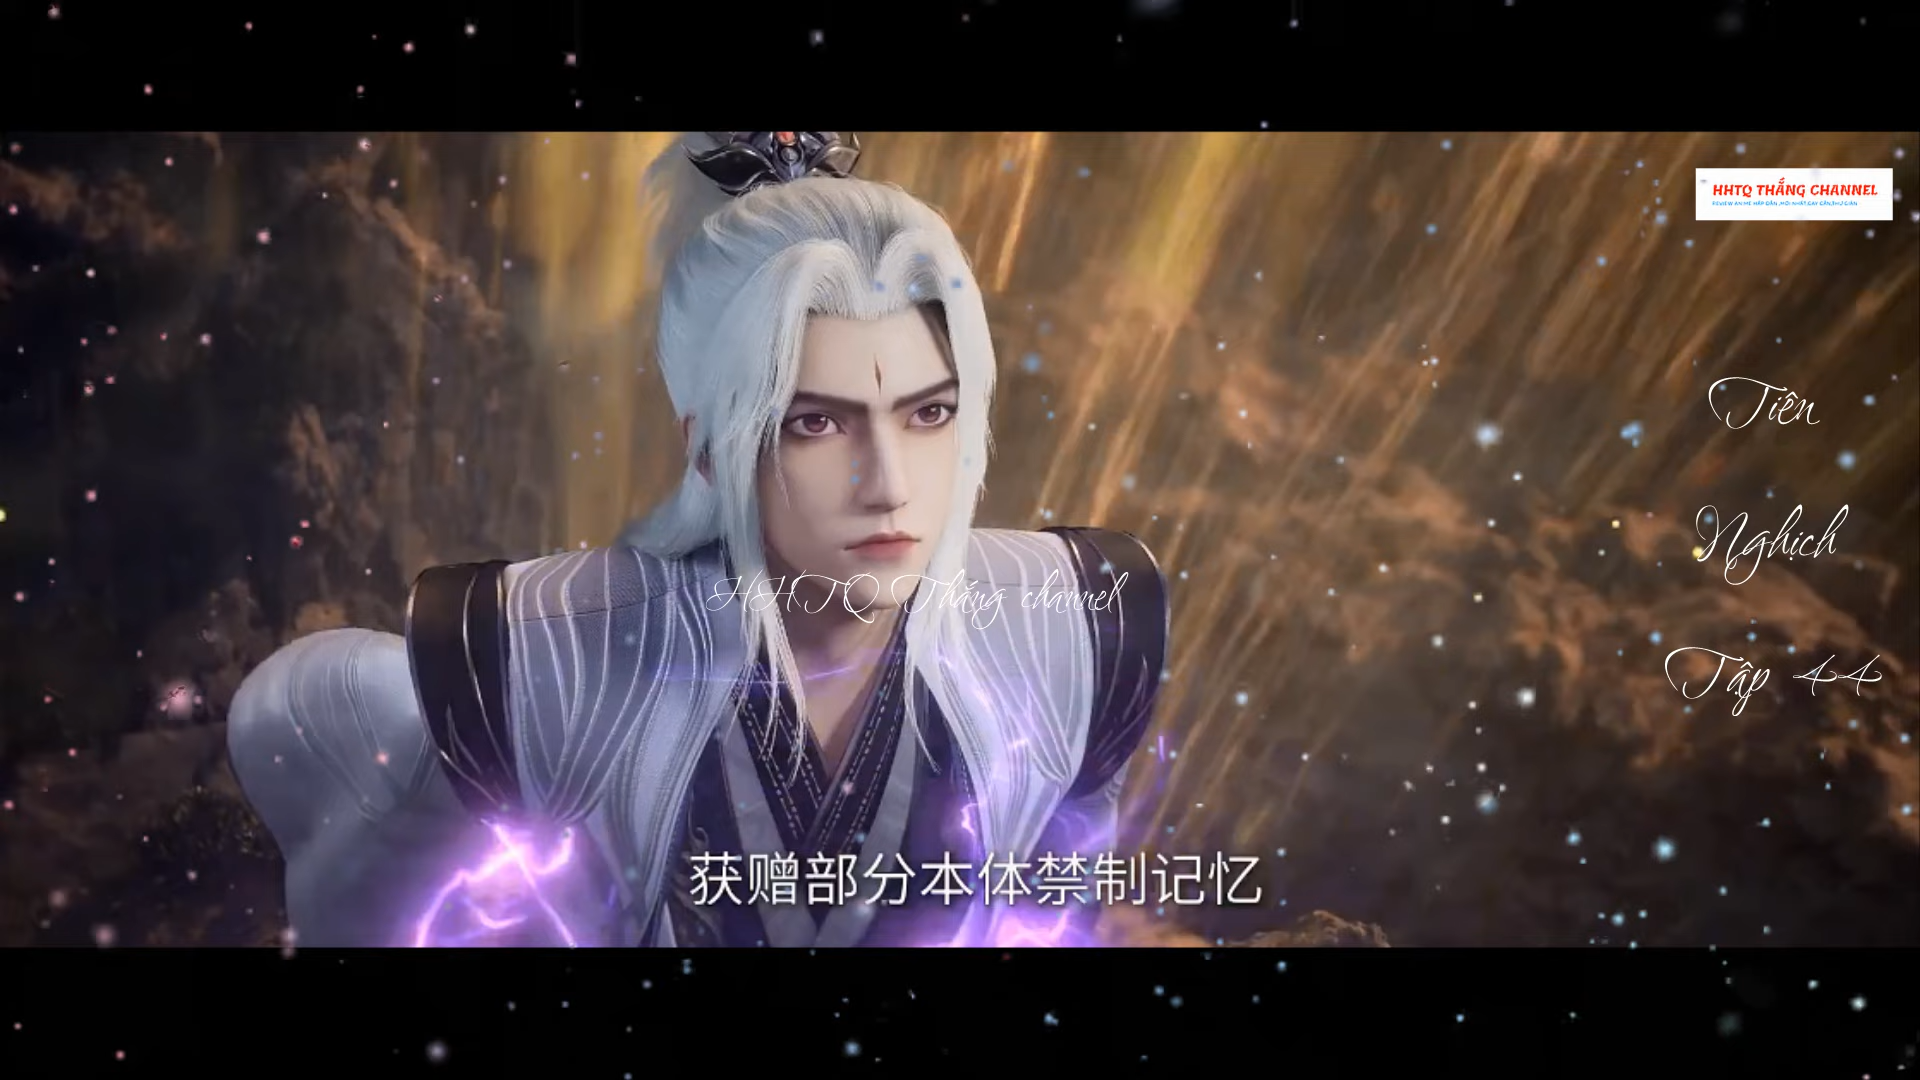 HHTQ THẮNG CHANNEL
Tiên
Nghịch
HHTQ Thắng channel
Tập 44
获赠部分本体禁制记忆